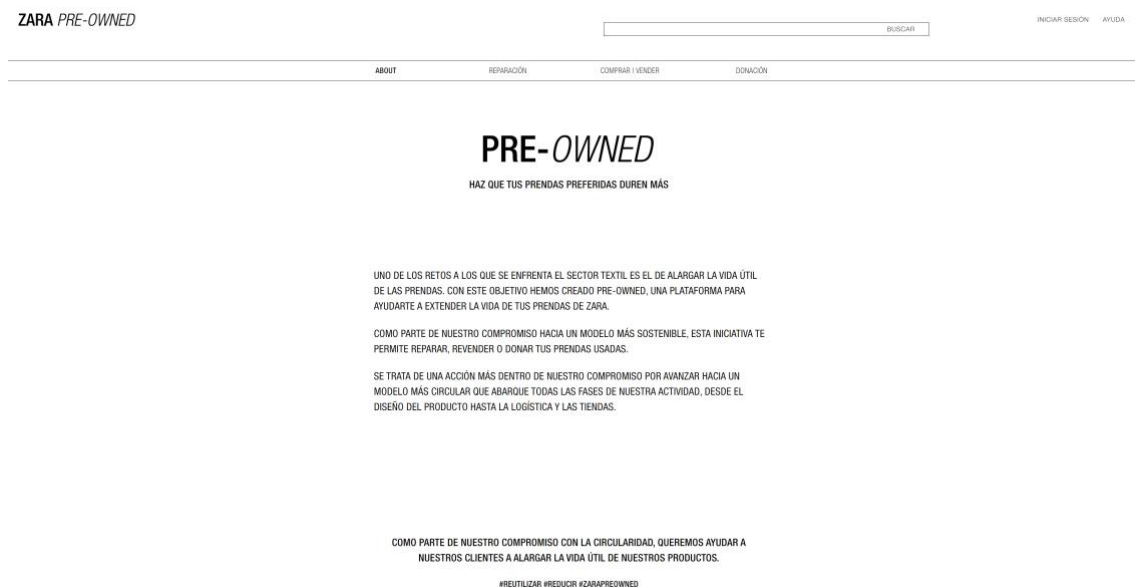 ZARA PRE-OWNED
BUSCAR
INICIAR SESIÓN AYUDA
ABOUT REPARACIÓN COMPRAR I VENDER DONACIÓN
PRE-OWNED
HAZ QUE TUS PRENDAS PREFERIDAS DUREN MÁS
UNO DE LOS RETOS A LOS QUE SE ENFRENTA EL SECTOR TEXTIL ES EL DE ALARGAR LA VIDA ÚTIL
DE LAS PRENDAS. CON ESTE OBJETIVO HEMOS CREADO PRE-OWNED, UNA PLATAFORMA PARA
AYUDARTE A EXTENDER LA VIDA DE TUS PRENDAS DE ZARA.
COMO PARTE DE NUESTRO COMPROMISO HACIA UN MODELO MÁS SOSTENIBLE, ESTA INICIATIVA TE
PERMITE REPARAR, REVENDER O DONAR TUS PRENDAS USADAS.
SE TRATA DE UNA ACCIÓN MÁS DENTRO DE NUESTRO COMPROMISO POR AVANZAR HACIA UN
MODELO MÁS CIRCULAR QUE ABARQUE TODAS LAS FASES DE NUESTRA ACTIVIDAD, DESDE EL
DISEÑO DEL PRODUCTO HASTA LA LOGÍSTICA Y LAS TIENDAS.
COMO PARTE DE NUESTRO COMPROMISO CON LA CIRCULARIDAD, QUEREMOS AYUDAR A
NUESTROS CLIENTES A ALARGAR LA VIDA ÚTIL DE NUESTROS PRODUCTOS.
#REUTILIZAR #REDUCIR #ZARAPREOWNED